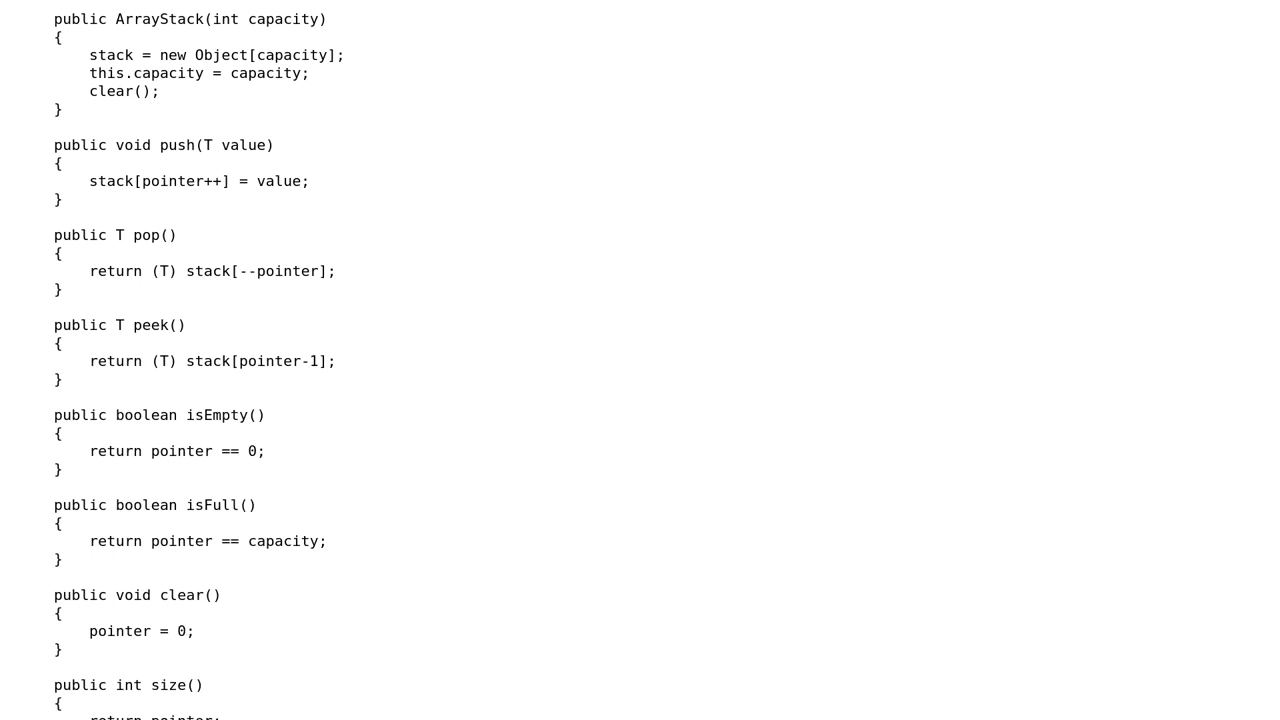 public ArrayStack(int capacity)
{
    stack = new Object[capacity];
    this.capacity = capacity;
    clear();
}

public void push(T value)
{
    stack[pointer++] = value;
}

public T pop()
{
    return (T) stack[--pointer];
}

public T peek()
{
    return (T) stack[pointer-1];
}

public boolean isEmpty()
{
    return pointer == 0;
}

public boolean isFull()
{
    return pointer == capacity;
}

public void clear()
{
    pointer = 0;
}

public int size()
{
    return pointer;